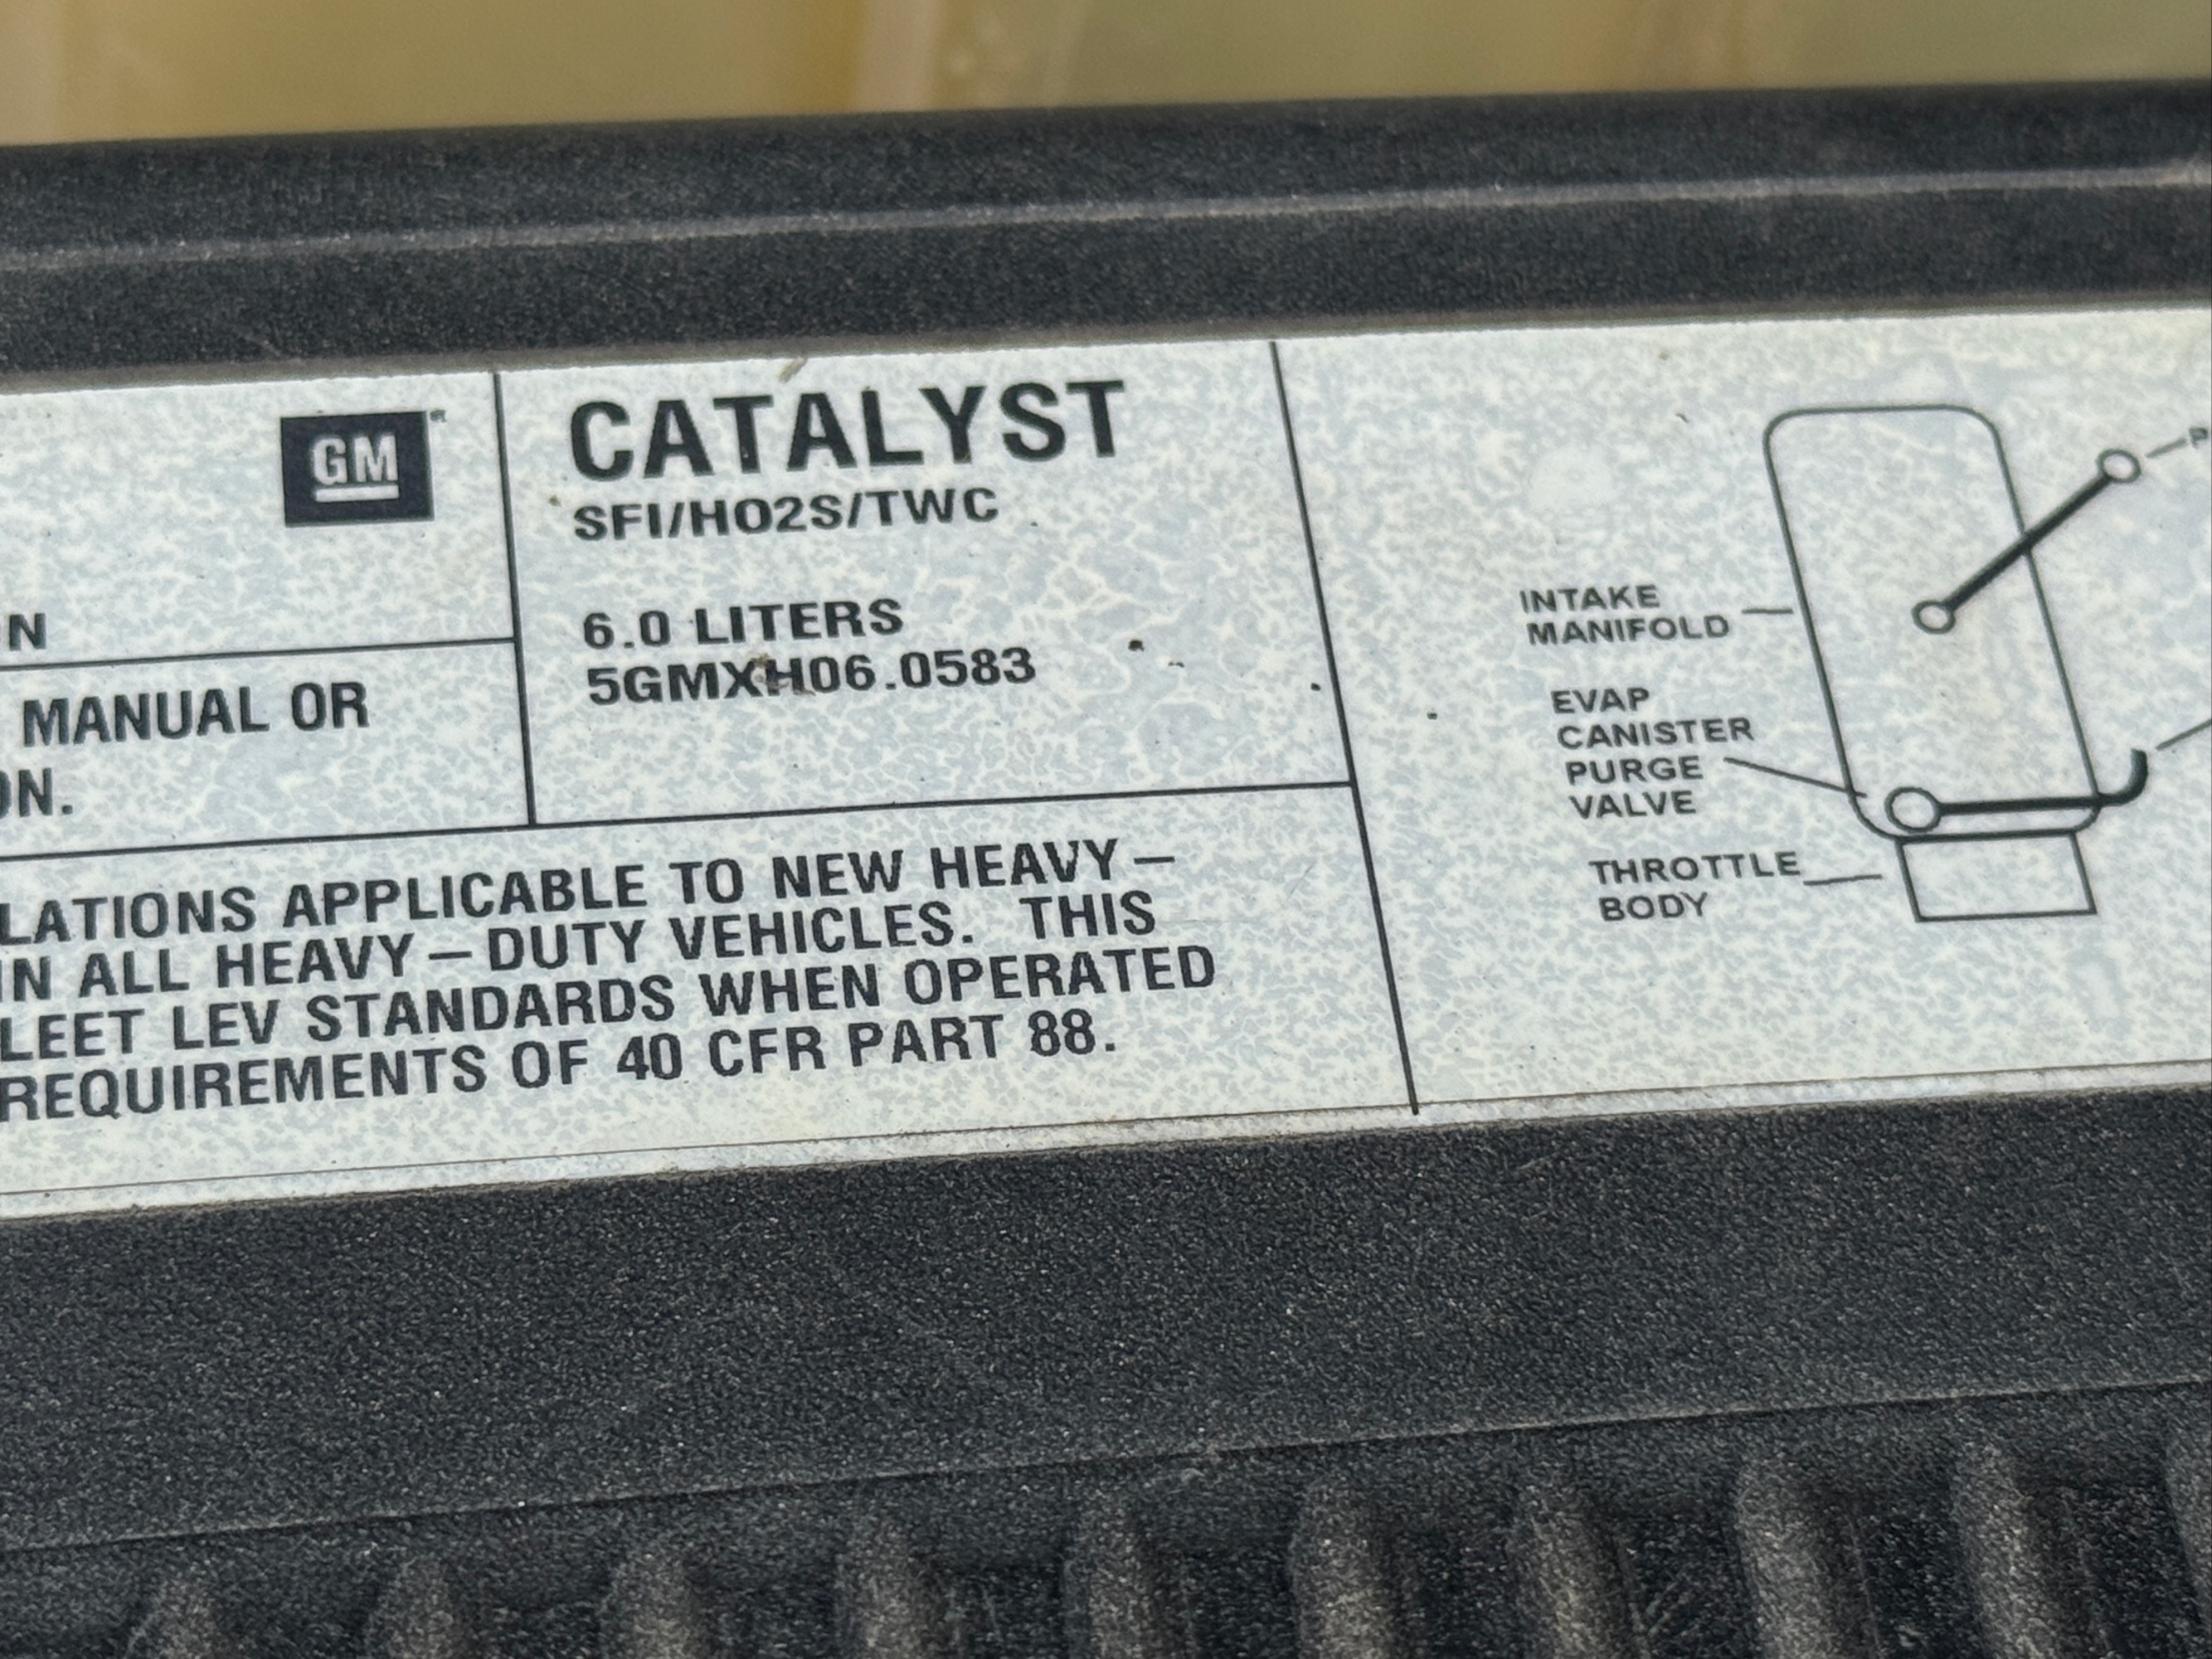 GM
N
MANUAL OR
ON.
CATALYST
SFI/HO2S/TWC
6.0 LITERS
5GMXH06.0583
LATIONS APPLICABLE TO NEW HEAVY–
IN ALL HEAVY–DUTY VEHICLES. THIS
LEET LEV STANDARDS WHEN OPERATED
REQUIREMENTS OF 40 CFR PART 88.
INTAKE
MANIFOLD
EVAP
CANISTER
PURGE
VALVE
THROTTLE
BODY
P